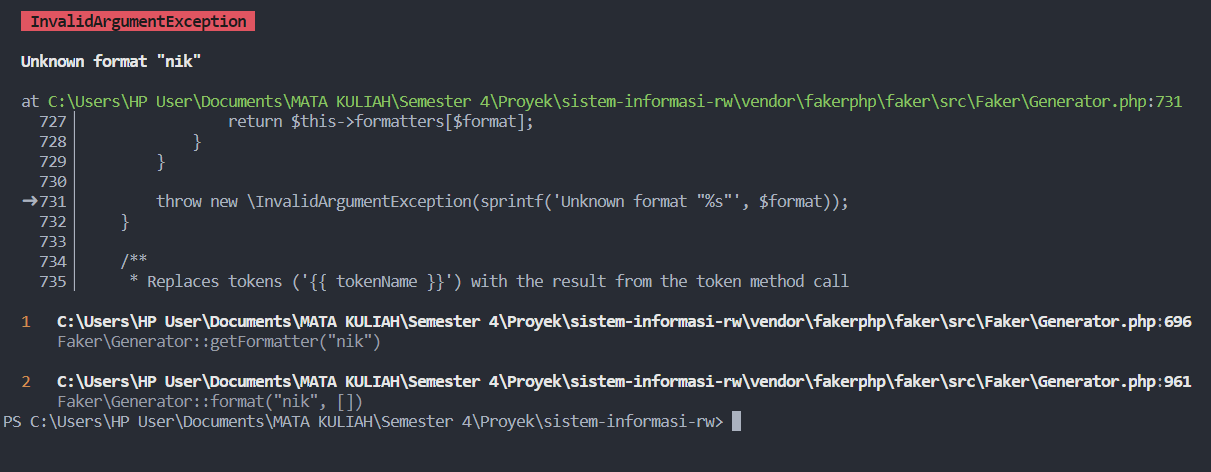 InvalidArgumentException
Unknown format "nik"
at C:\Users\HP User\Documents\MATA KULIAH\Semester 4\Proyek\sistem-informasi-rw\vendor\fakerphp\faker\src\Faker\Generator.php:731
727 return $this->formatters[$format];
728 }
729 }
730
➜731 throw new \InvalidArgumentException(sprintf('Unknown format "%s"', $format));
732 }
733
734 /**
735 * Replaces tokens ('{{ tokenName }}') with the result from the token method call
1 C:\Users\HP User\Documents\MATA KULIAH\Semester 4\Proyek\sistem-informasi-rw\vendor\fakerphp\faker\src\Faker\Generator.php:696
Faker\Generator::getFormatter("nik")
2 C:\Users\HP User\Documents\MATA KULIAH\Semester 4\Proyek\sistem-informasi-rw\vendor\fakerphp\faker\src\Faker\Generator.php:961
Faker\Generator::format("nik", [])
PS C:\Users\HP User\Documents\MATA KULIAH\Semester 4\Proyek\sistem-informasi-rw>